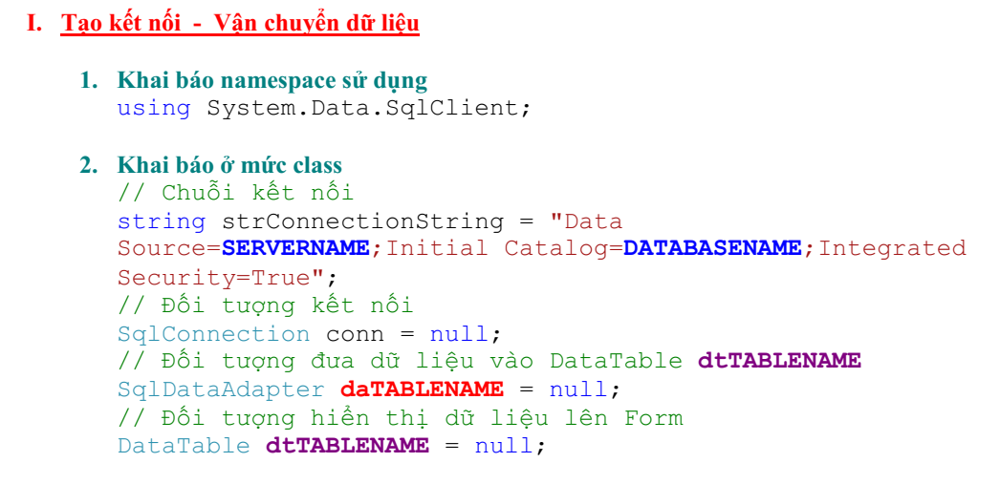 I. Tạo kết nối - Vận chuyển dữ liệu
1. Khai báo namespace sử dụng
using System.Data.SqlClient;
2. Khai báo ở mức class
// Chuỗi kết nối
string strConnectionString = "Data
Source=SERVERNAME;Initial Catalog=DATABASENAME;Integrated
Security=True";
// Đối tượng kết nối
SqlConnection conn = null;
// Đối tượng đưa dữ liệu vào DataTable dtTABLENAME
SqlDataAdapter daTABLENAME = null;
// Đối tượng hiển thị dữ liệu lên Form
DataTable dtTABLENAME = null;